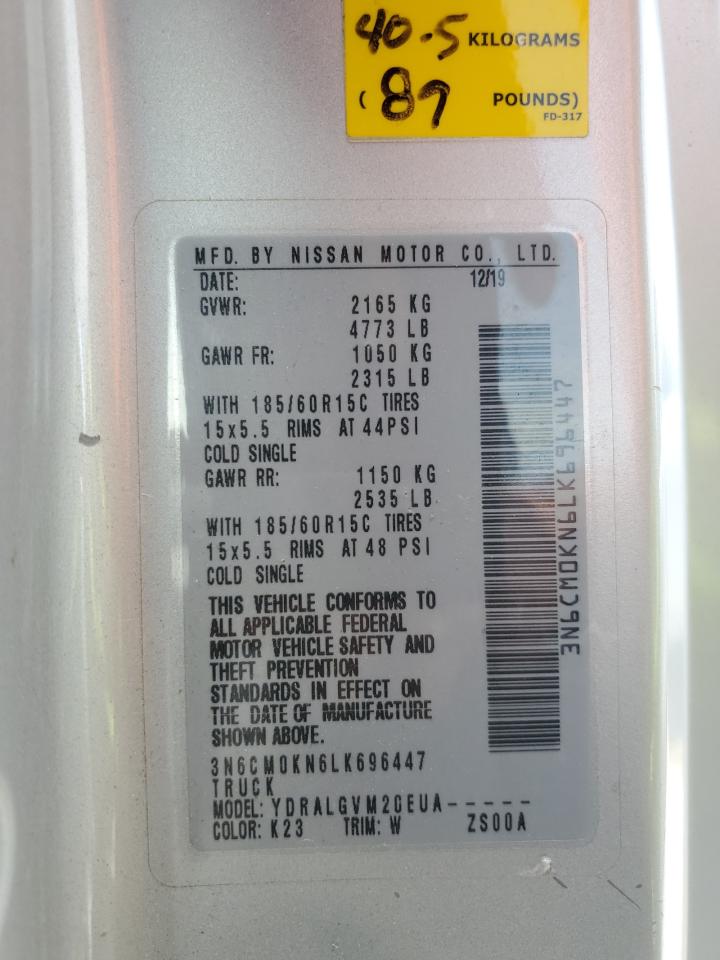 40.5 KILOGRAMS
(89 POUNDS)
FD-317
MFD. BY NISSAN MOTOR CO., LTD.
DATE: 12/19
GVWR: 2165 KG
4773 LB
GAWR FR: 1050 KG
2315 LB
WITH 185/60R15C TIRES
15x5.5 RIMS AT 44PSI
COLD SINGLE
GAWR RR: 1150 KG
2535 LB
WITH 185/60R15C TIRES
15x5.5 RIMS AT 48 PSI
COLD SINGLE
THIS VEHICLE CONFORMS TO
ALL APPLICABLE FEDERAL
MOTOR VEHICLE SAFETY AND
THEFT PREVENTION
STANDARDS IN EFFECT ON
THE DATE OF MANUFACTURE
SHOWN ABOVE.
3N6CM0KN6LK696447
TRUCK
MODEL: YDRALGVM20EUA-----
COLOR: K23 TRIM: W ZS00A
3N6CM0KN6LK696447